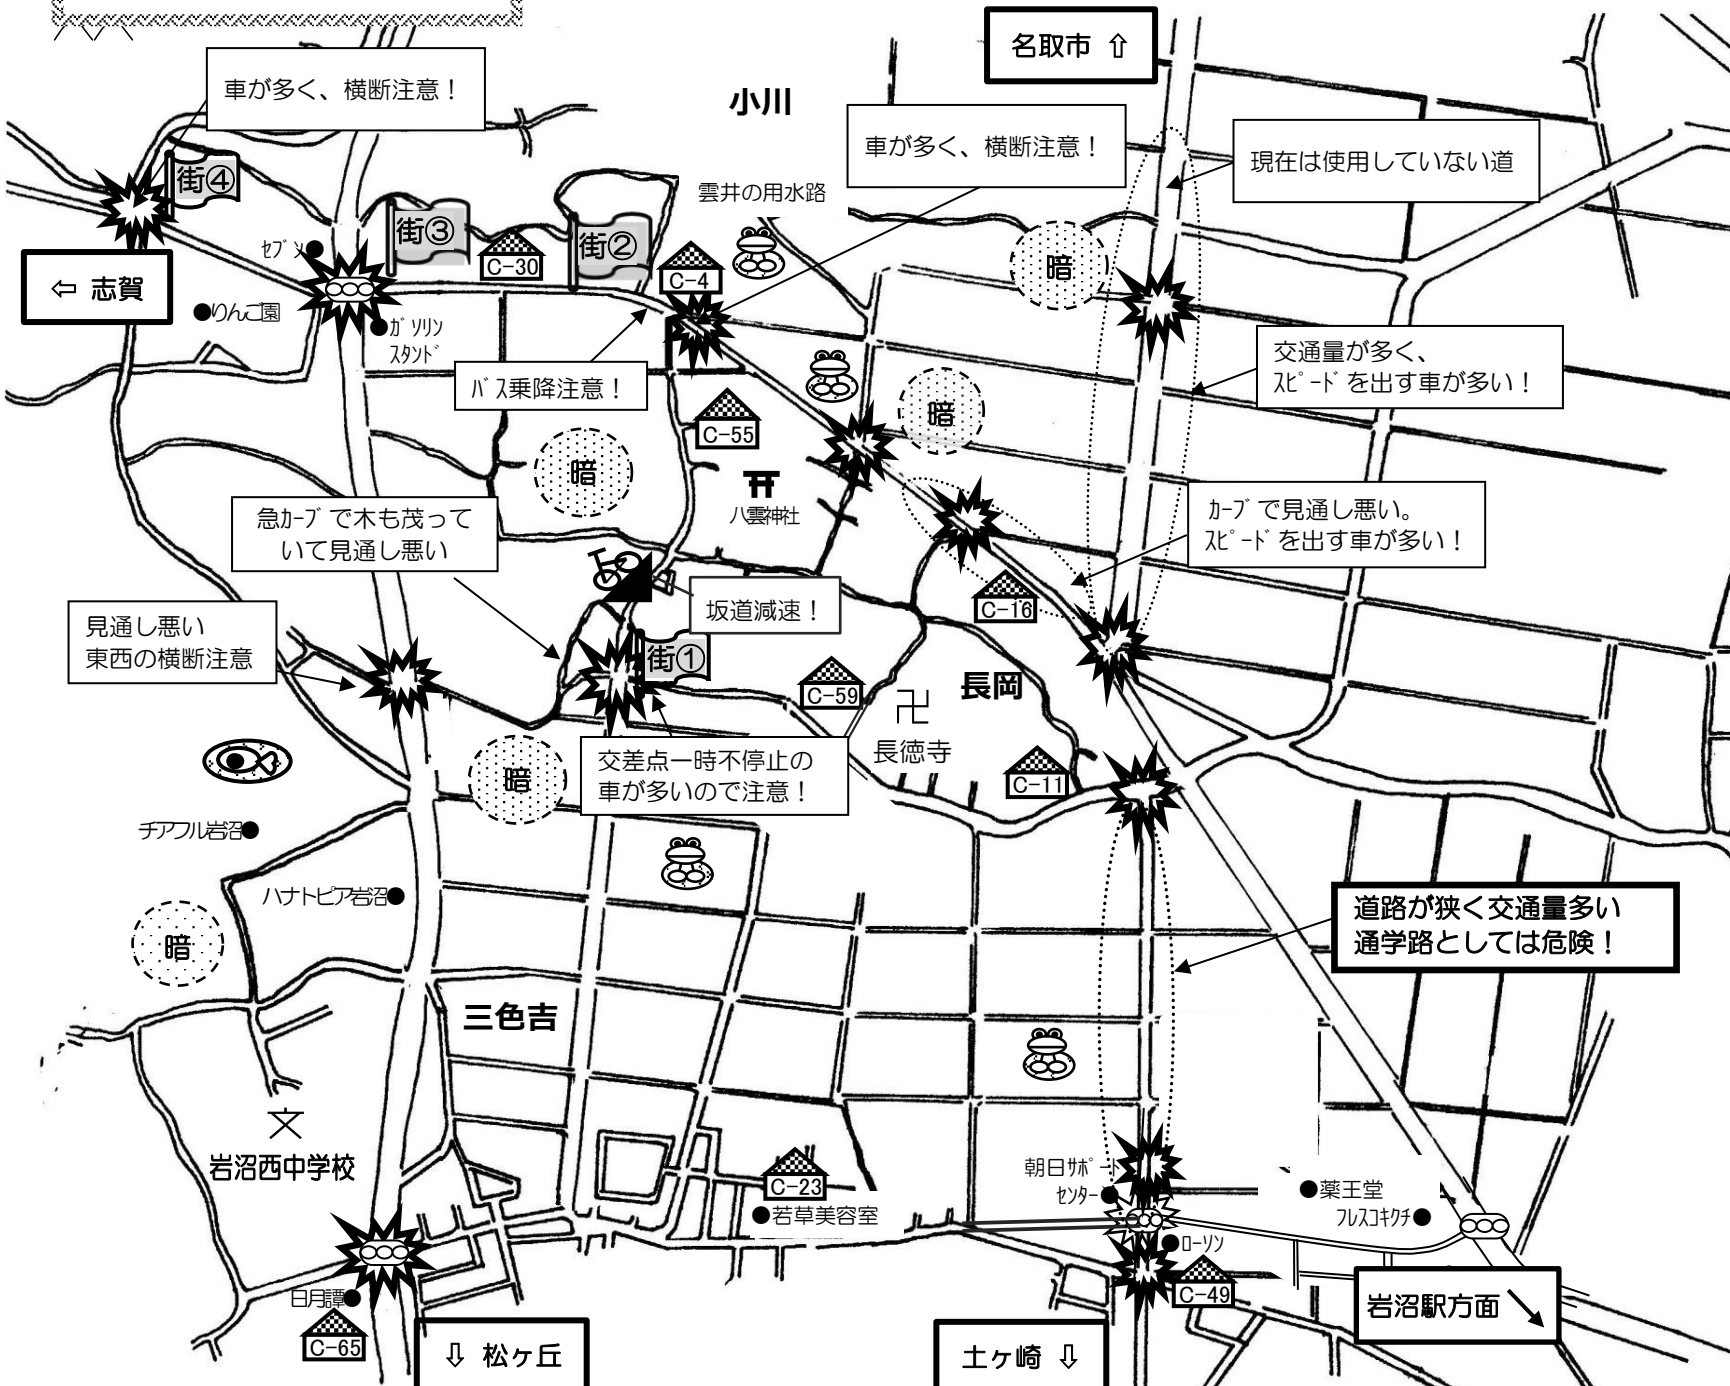 名取市 ⇧
車が多く、横断注意！
小川
車が多く、横断注意！
現在は使用していない道
街④
雲井の用水路
街③
街②
セブン
C-30
C-4
暗
⇦ 志賀
りんご園
ガソリン
スタンド
交通量が多く、
スピードを出す車が多い！
バス乗降注意！
暗
C-55
暗
八雲神社
急カーブで木も茂って
いて見通し悪い
カーブで見通し悪い。
スピードを出す車が多い！
坂道減速！
C-16
見通し悪い
東西の横断注意
街①
C-59
長岡
卍
長徳寺
交差点一時不停止の
車が多いので注意！
暗
C-11
チアフル岩沼
ハナトピア岩沼
道路が狭く交通量多い
通学路としては危険！
暗
三色吉
文
岩沼西中学校
朝日サポート
センター
C-23
若草美容室
薬王堂
フレスコキクチ
ローソン
C-49
日月譚
C-65
岩沼駅方面
⇩ 松ヶ丘
土ヶ崎 ⇩